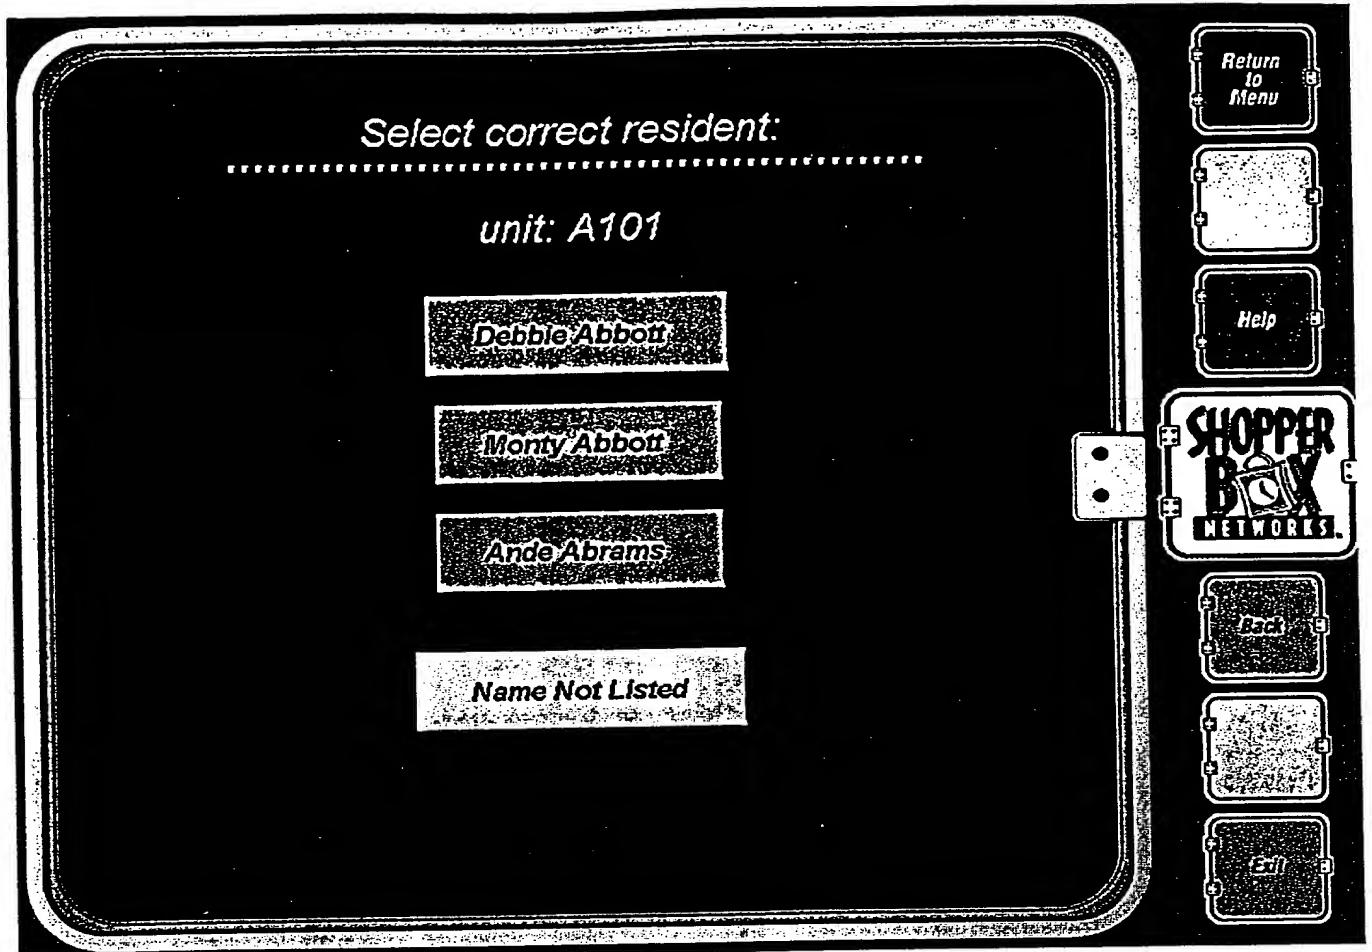 Select correct resident:
unit: A101
Debbie Abbott
Monty Abbott
Ande Abrams
Name Not Listed
Return
to
Menu
Help
SHOPPER
BOX
NETWORKS
Back
Exit